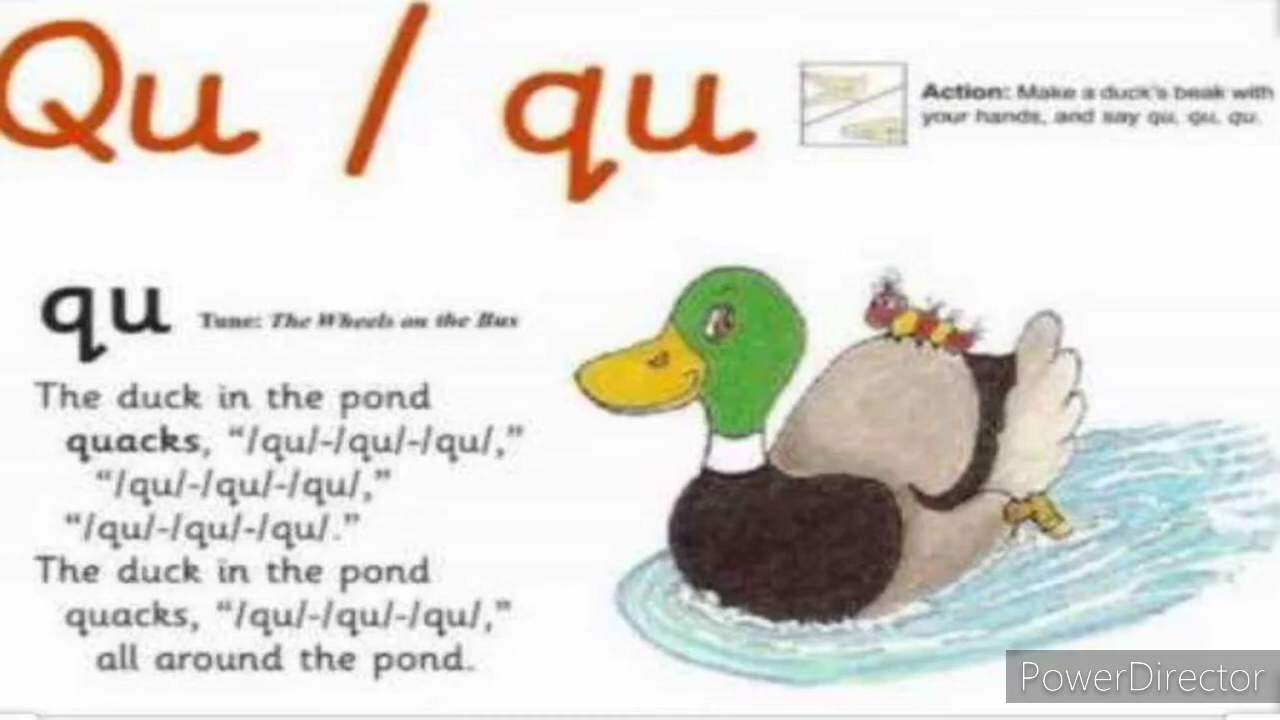 Qu / qu
Action: Make a duck's beak with
your hands, and say qu, qu, qu.
qu Tune: The Wheels on the Bus
The duck in the pond
quacks, “/qu/-/qu/-/qu/,”
“/qu/-/qu/-/qu/,”
“/qu/-/qu/-/qu/.”
The duck in the pond
quacks, “/qu/-/qu/-/qu/,”
all around the pond.
PowerDirector